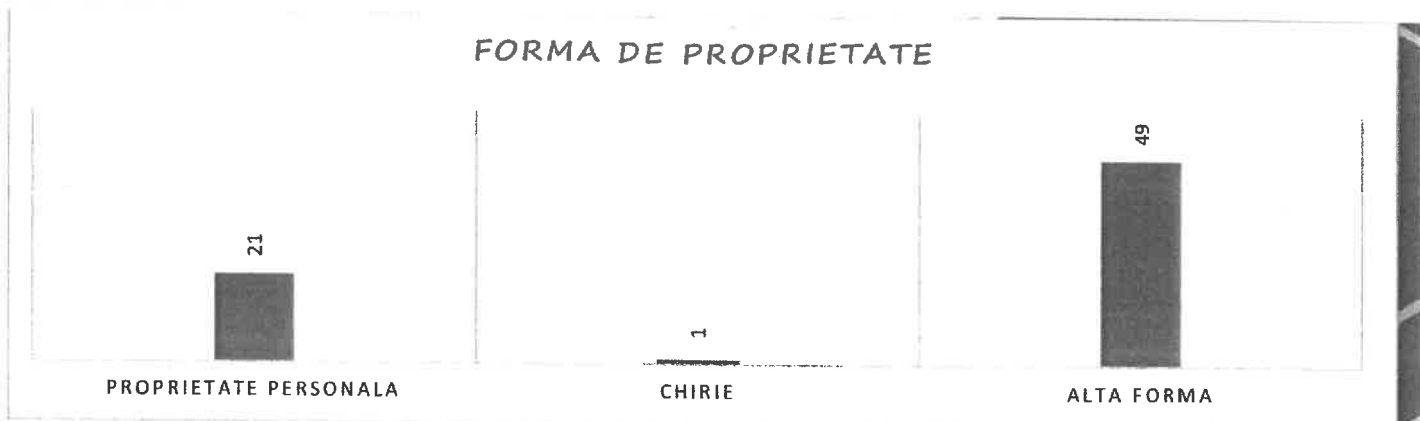 FORMA DE PROPRIETATE
21
1
49
PROPRIETATE PERSONALA
CHIRIE
ALTA FORMA